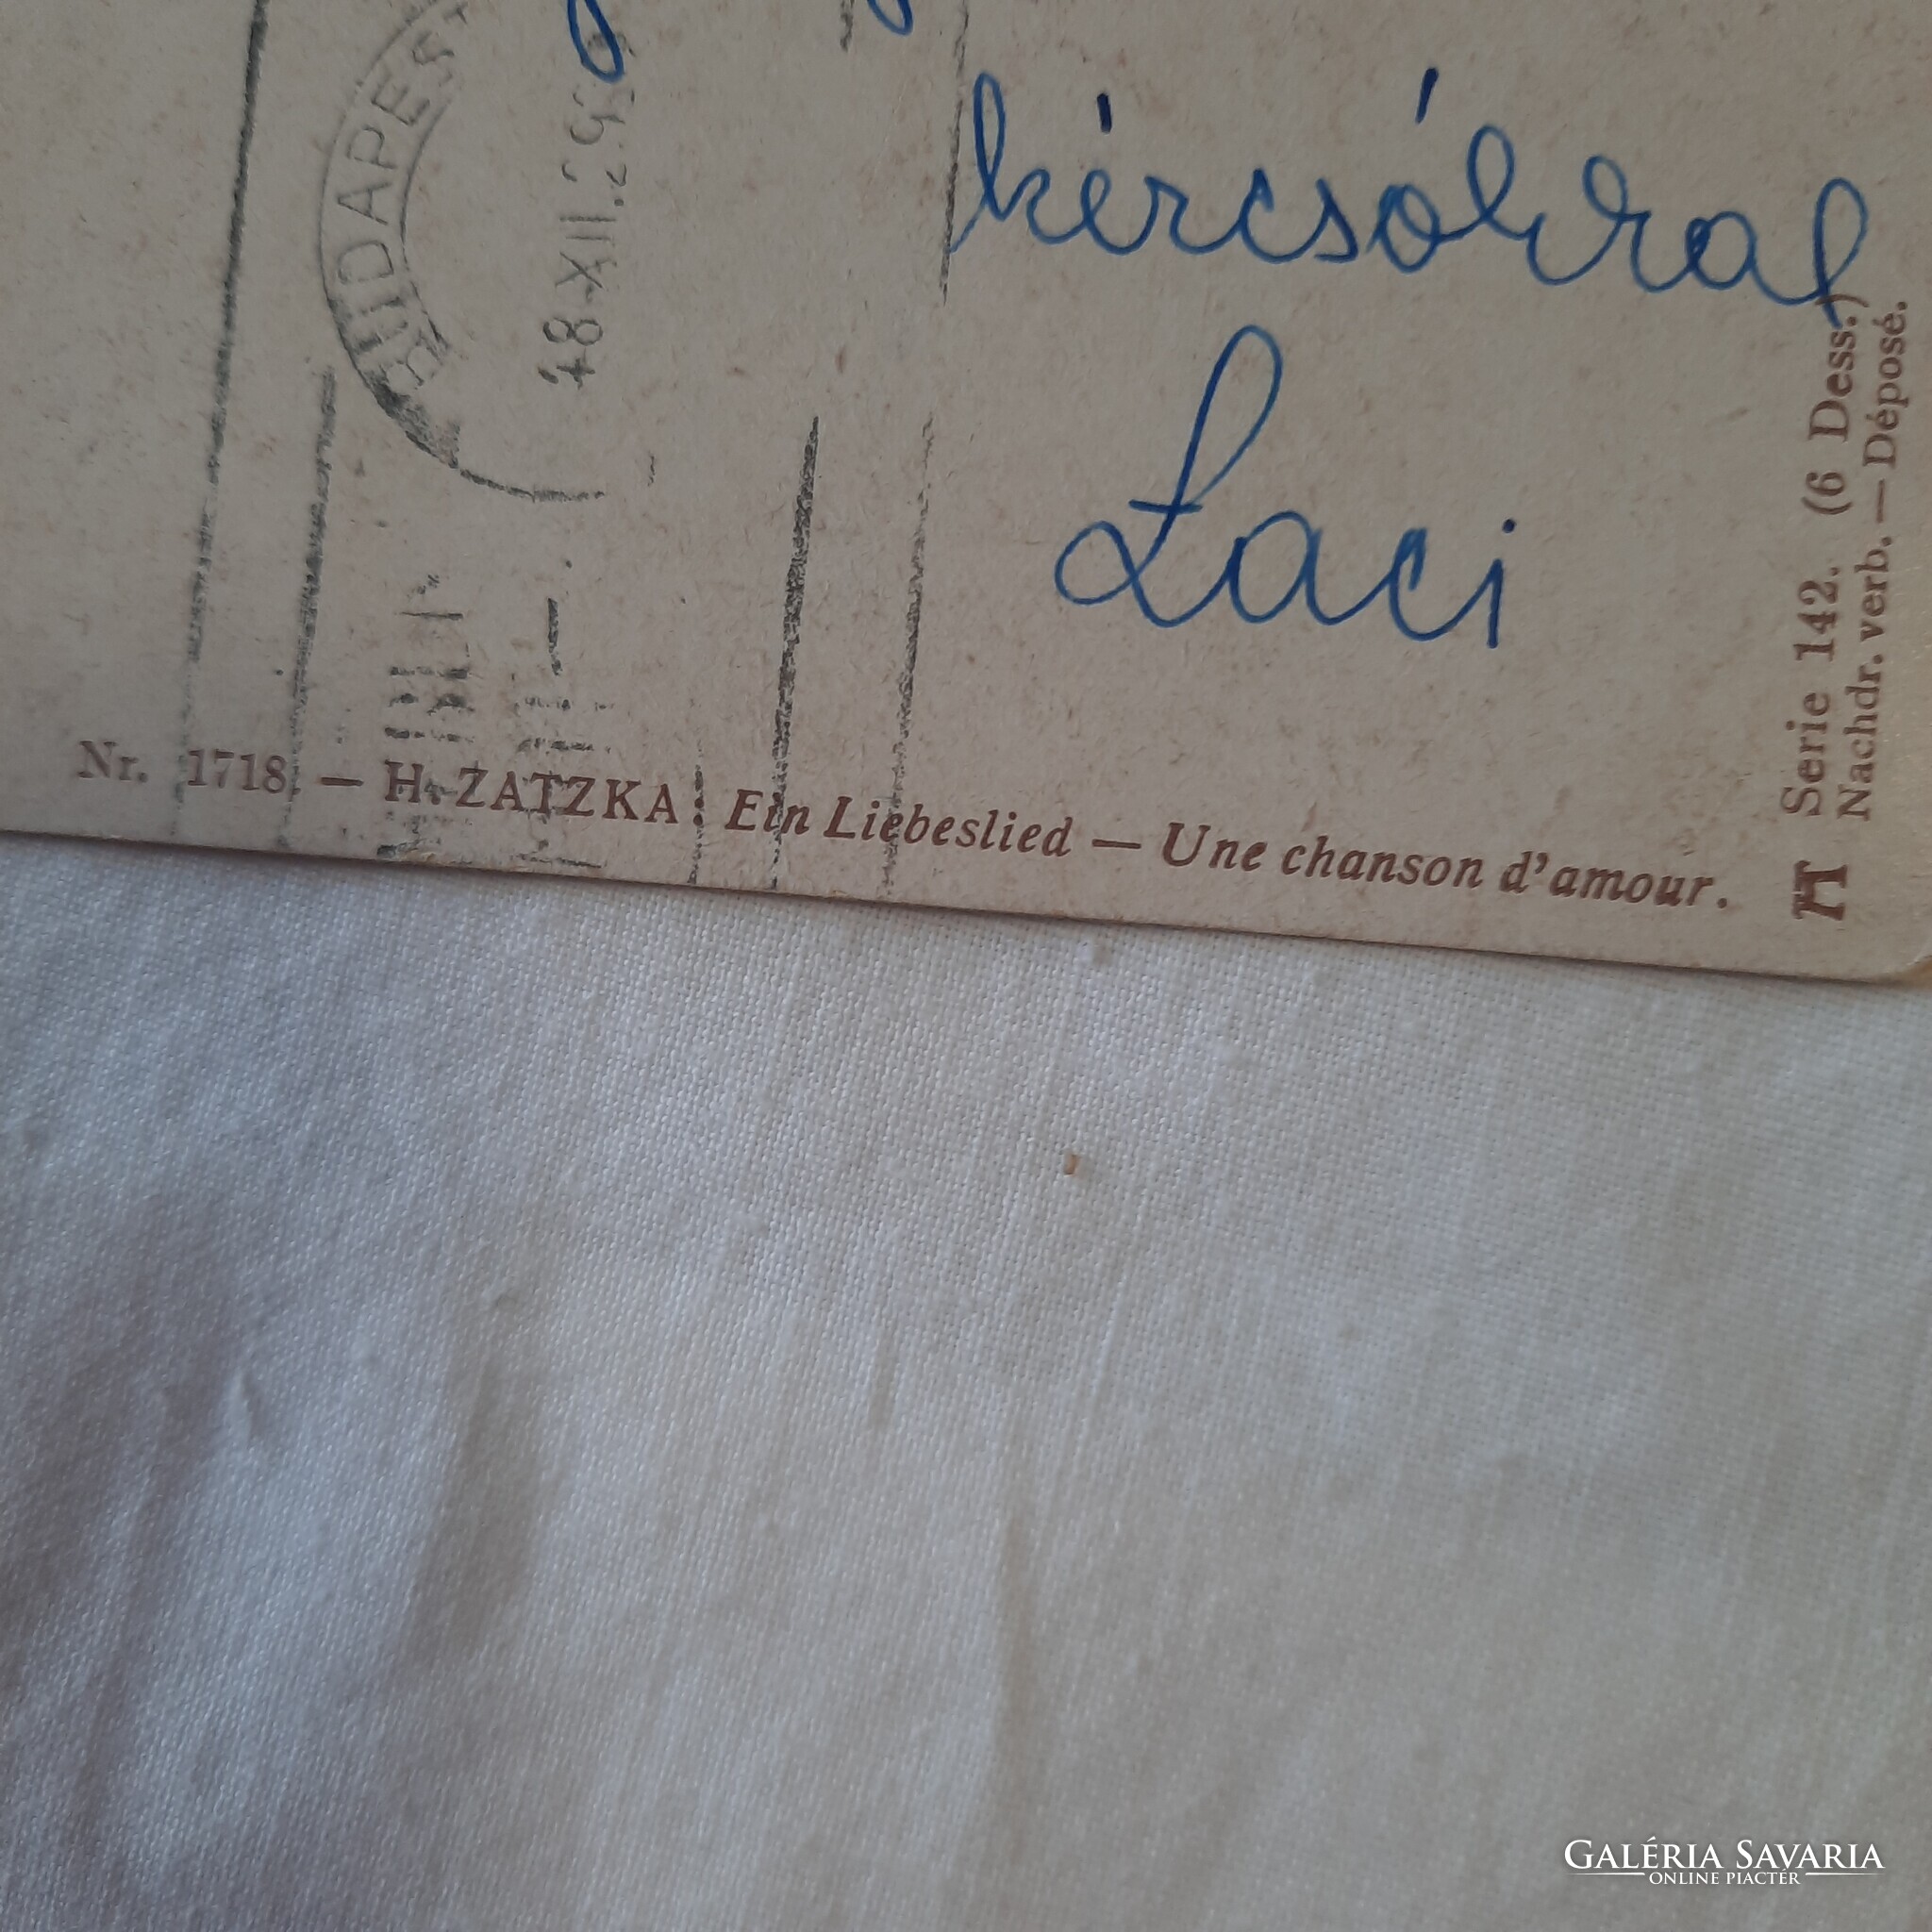 BUDAPEST
48.XII.29
kércsókkal
Laci
Nr. 1718 — H. ZATZKA: Ein Liebeslied — Une chanson d'amour.
Serie 142. (6 Dess.)
Nachdr. verb. — Déposé.
GALÉRIA SAVARIA
ONLINE PIACTÉR